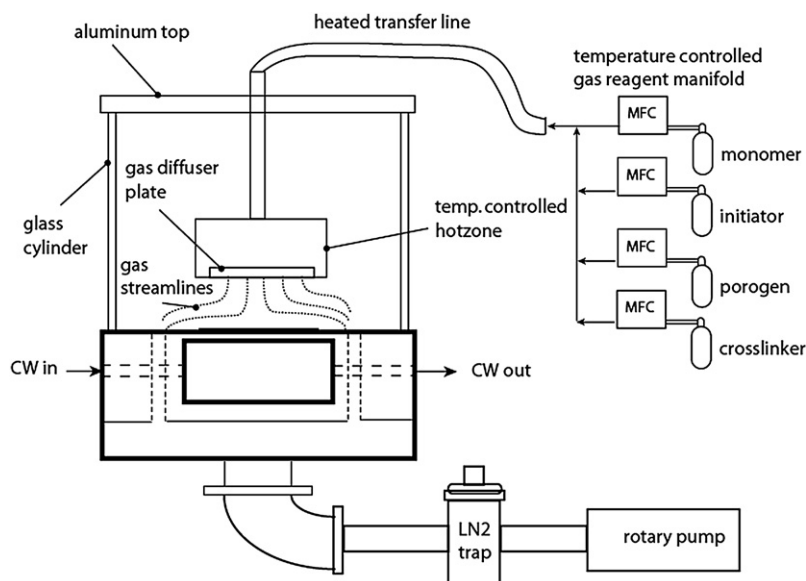 heated transfer line
aluminum top
temperature controlled
gas reagent manifold
MFC
monomer
gas diffuser
plate
MFC
initiator
glass
cylinder
temp. controlled
hotzone
MFC
porogen
gas
streamlines
MFC
crosslinker
CW in
CW out
LN2
trap
rotary pump